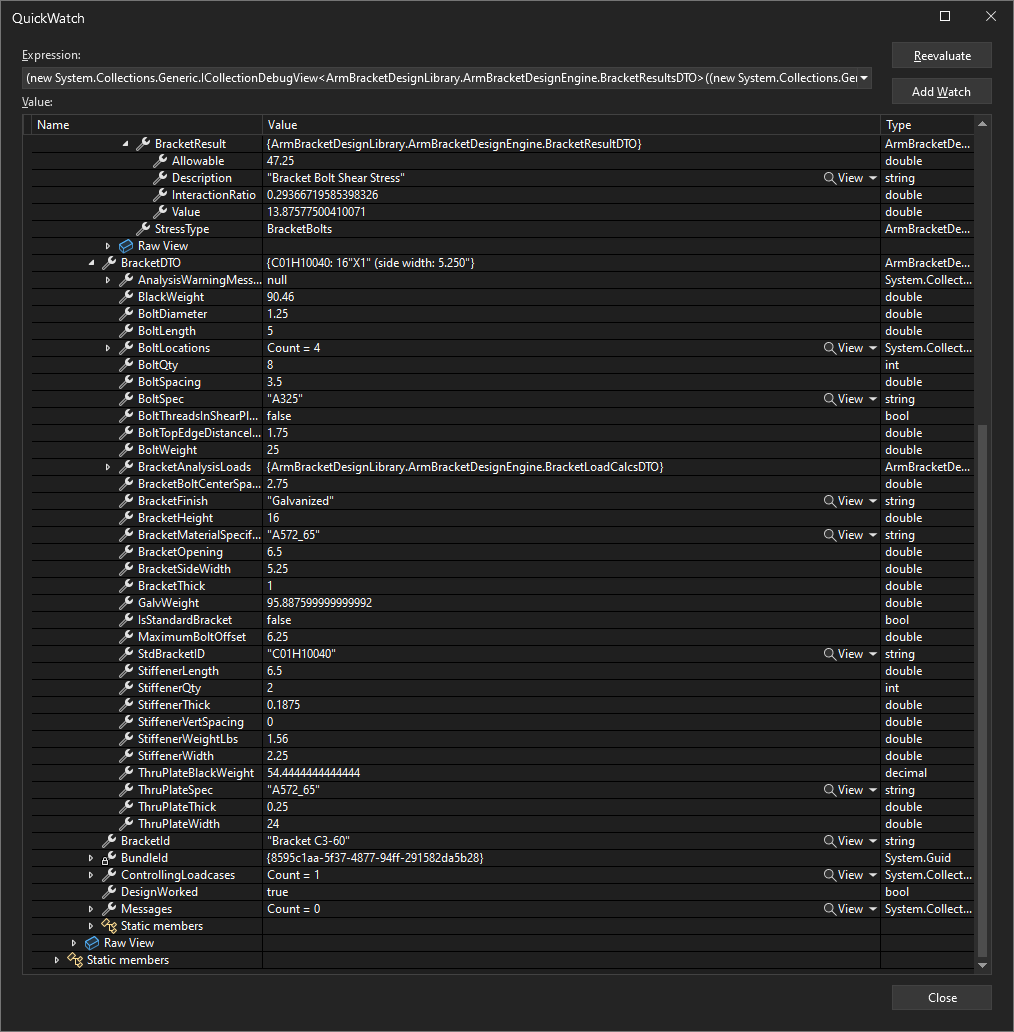 QuickWatch
Expression:
(new System.Collections.Generic.ICollectionDebugView<ArmBracketDesignLibrary.ArmBracketDesignEngine.BracketResultsDTO>((new System.Collections.Ge
Reevaluate
Add Watch
Value:
Name Value Type
BracketResult {ArmBracketDesignLibrary.ArmBracketDesignEngine.BracketResultDTO} ArmBracketDe...
Allowable 47.25 double
Description "Bracket Bolt Shear Stress" View string
InteractionRatio 0.29366719585398326 double
Value 13.87577500410071 double
StressType BracketBolts ArmBracketDe...
Raw View
BracketDTO {C01H10040: 16"X1" (side width: 5.250"} ArmBracketDe...
AnalysisWarningMess... null System.Collect...
BlackWeight 90.46 double
BoltDiameter 1.25 double
BoltLength 5 double
BoltLocations Count = 4 View System.Collect...
BoltQty 8 int
BoltSpacing 3.5 double
BoltSpec "A325" View string
BoltThreadsInShearPl... false bool
BoltTopEdgeDistanceI... 1.75 double
BoltWeight 25 double
BracketAnalysisLoads {ArmBracketDesignLibrary.ArmBracketDesignEngine.BracketLoadCalcsDTO} ArmBracketDe...
BracketBoltCenterSpa... 2.75 double
BracketFinish "Galvanized" View string
BracketHeight 16 double
BracketMaterialSpecif... "A572_65" View string
BracketOpening 6.5 double
BracketSideWidth 5.25 double
BracketThick 1 double
GalvWeight 95.887599999999992 double
IsStandardBracket false bool
MaximumBoltOffset 6.25 double
StdBracketID "C01H10040" View string
StiffenerLength 6.5 double
StiffenerQty 2 int
StiffenerThick 0.1875 double
StiffenerVertSpacing 0 double
StiffenerWeightLbs 1.56 double
StiffenerWidth 2.25 double
ThruPlateBlackWeight 54.4444444444444 decimal
ThruPlateSpec "A572_65" View string
ThruPlateThick 0.25 double
ThruPlateWidth 24 double
BracketId "Bracket C3-60" View string
BundleId {8595c1aa-5f37-4877-94ff-291582da5b28} System.Guid
ControllingLoadcases Count = 1 View System.Collect...
DesignWorked true bool
Messages Count = 0 View System.Collect...
Static members
Raw View
Static members
Close